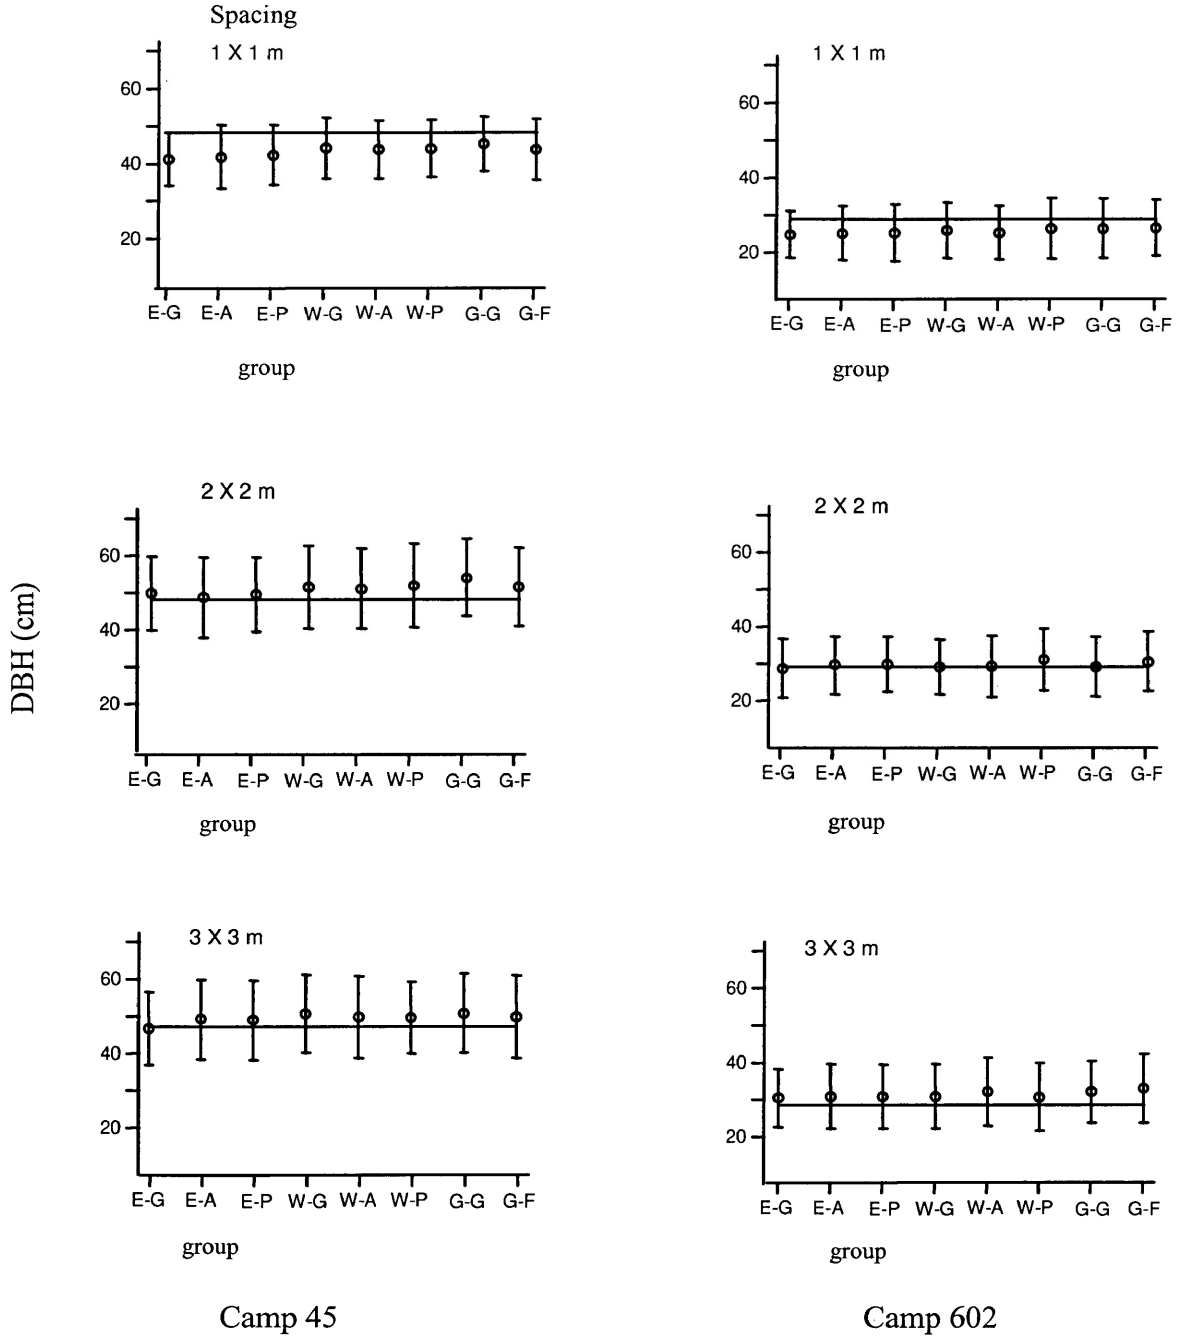 Spacing
1 X 1 m
60
40
20
E-G E-A E-P W-G W-A W-P G-G G-F
group
1 X 1 m
60
40
20
E-G E-A E-P W-G W-A W-P G-G G-F
group
DBH (cm)
2 X 2 m
60
40
20
E-G E-A E-P W-G W-A W-P G-G G-F
group
2 X 2 m
60
40
20
E-G E-A E-P W-G W-A W-P G-G G-F
group
3 X 3 m
60
40
20
E-G E-A E-P W-G W-A W-P G-G G-F
group
3 X 3 m
60
40
20
E-G E-A E-P W-G W-A W-P G-G G-F
group
Camp 45
Camp 602